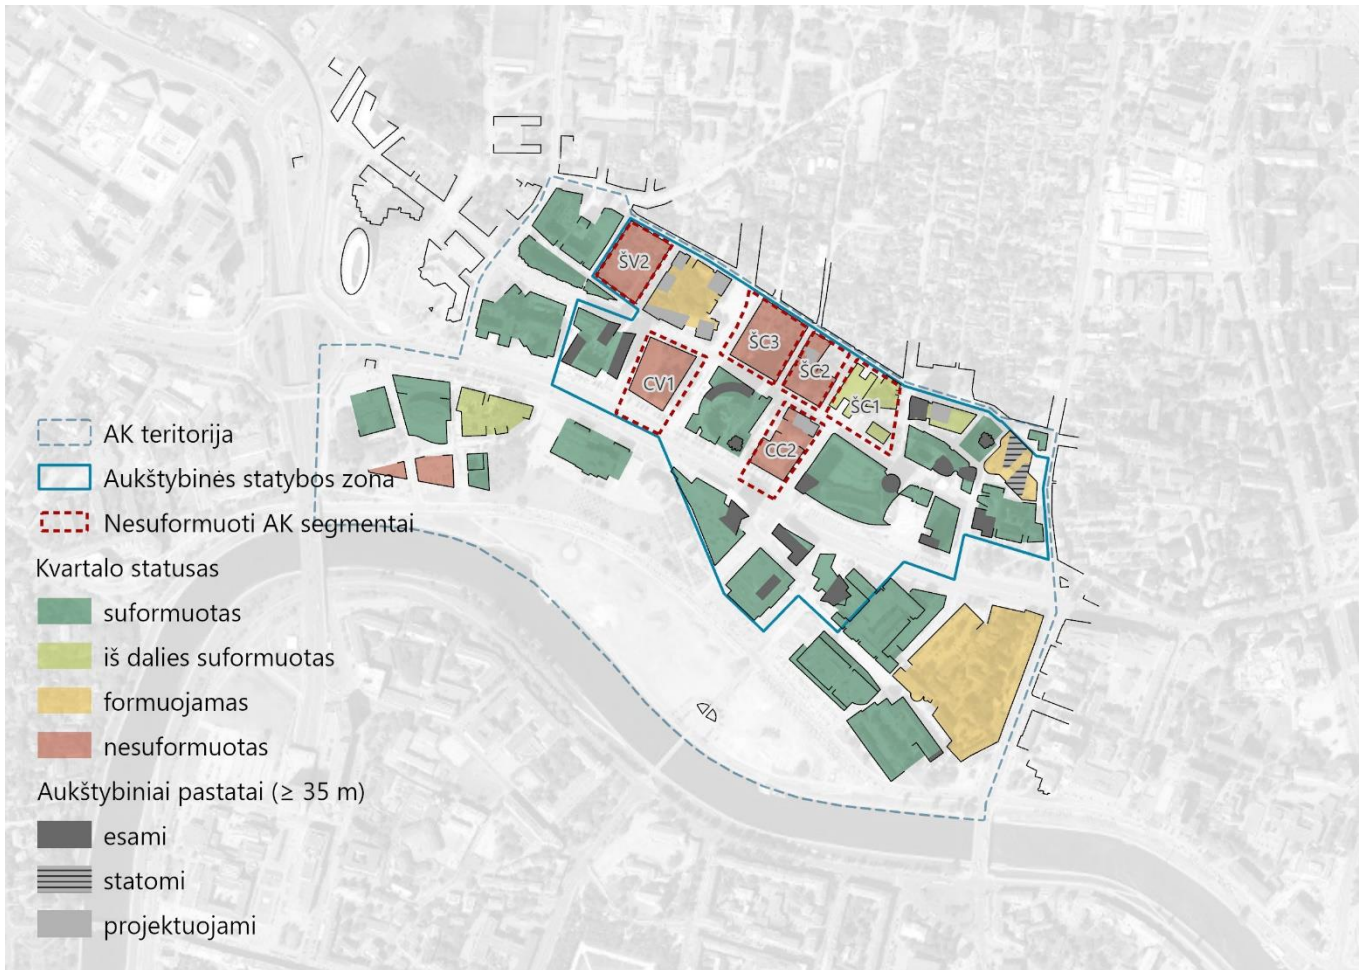 ŠV2
ŠC3
ŠC2
CV1
ŠC1
CC2
AK teritorija
Aukštybinės statybos zona
Nesuformuoti AK segmentai
Kvartalo statusas
suformuotas
iš dalies suformuotas
formuojamas
nesuformuotas
Aukštybiniai pastatai (≥ 35 m)
esami
statomi
projektuojami